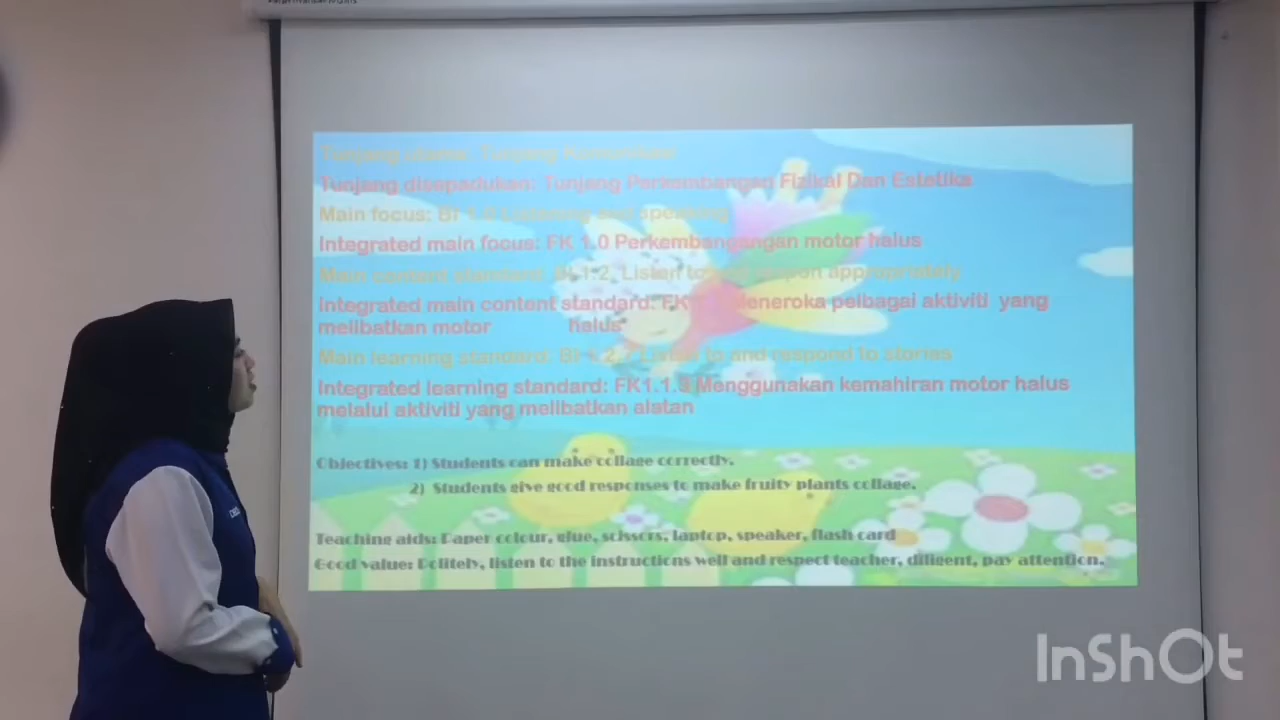 Tunjang utama: Tunjang Komunikasi
Tunjang disepadukan: Tunjang Perkembangan Fizikal Dan Estetika
Main focus: BI 1.0 Listening and speaking
Integrated main focus: FK 1.0 Perkembangangan motor halus
Main content standard: BI 1.2, Listen to and respon appropriately
Integrated main content standard: FK Meneroka pelbagai aktiviti yang
melibatkan motor halus
Main learning standard: BI 1.2.7 Listen to and respond to stories
Integrated learning standard: FK1.1.3 Menggunakan kemahiran motor halus
melalui aktiviti yang melibatkan alatan
Objectives: 1) Students can make collage correctly.
2) Students give good responses to make fruity plants collage.
Teaching aids: Paper colour, glue, scissors, laptop, speaker, flash card
Good value: Politely, listen to the instructions well and respect teacher, diligent, pay attention.
InShOt